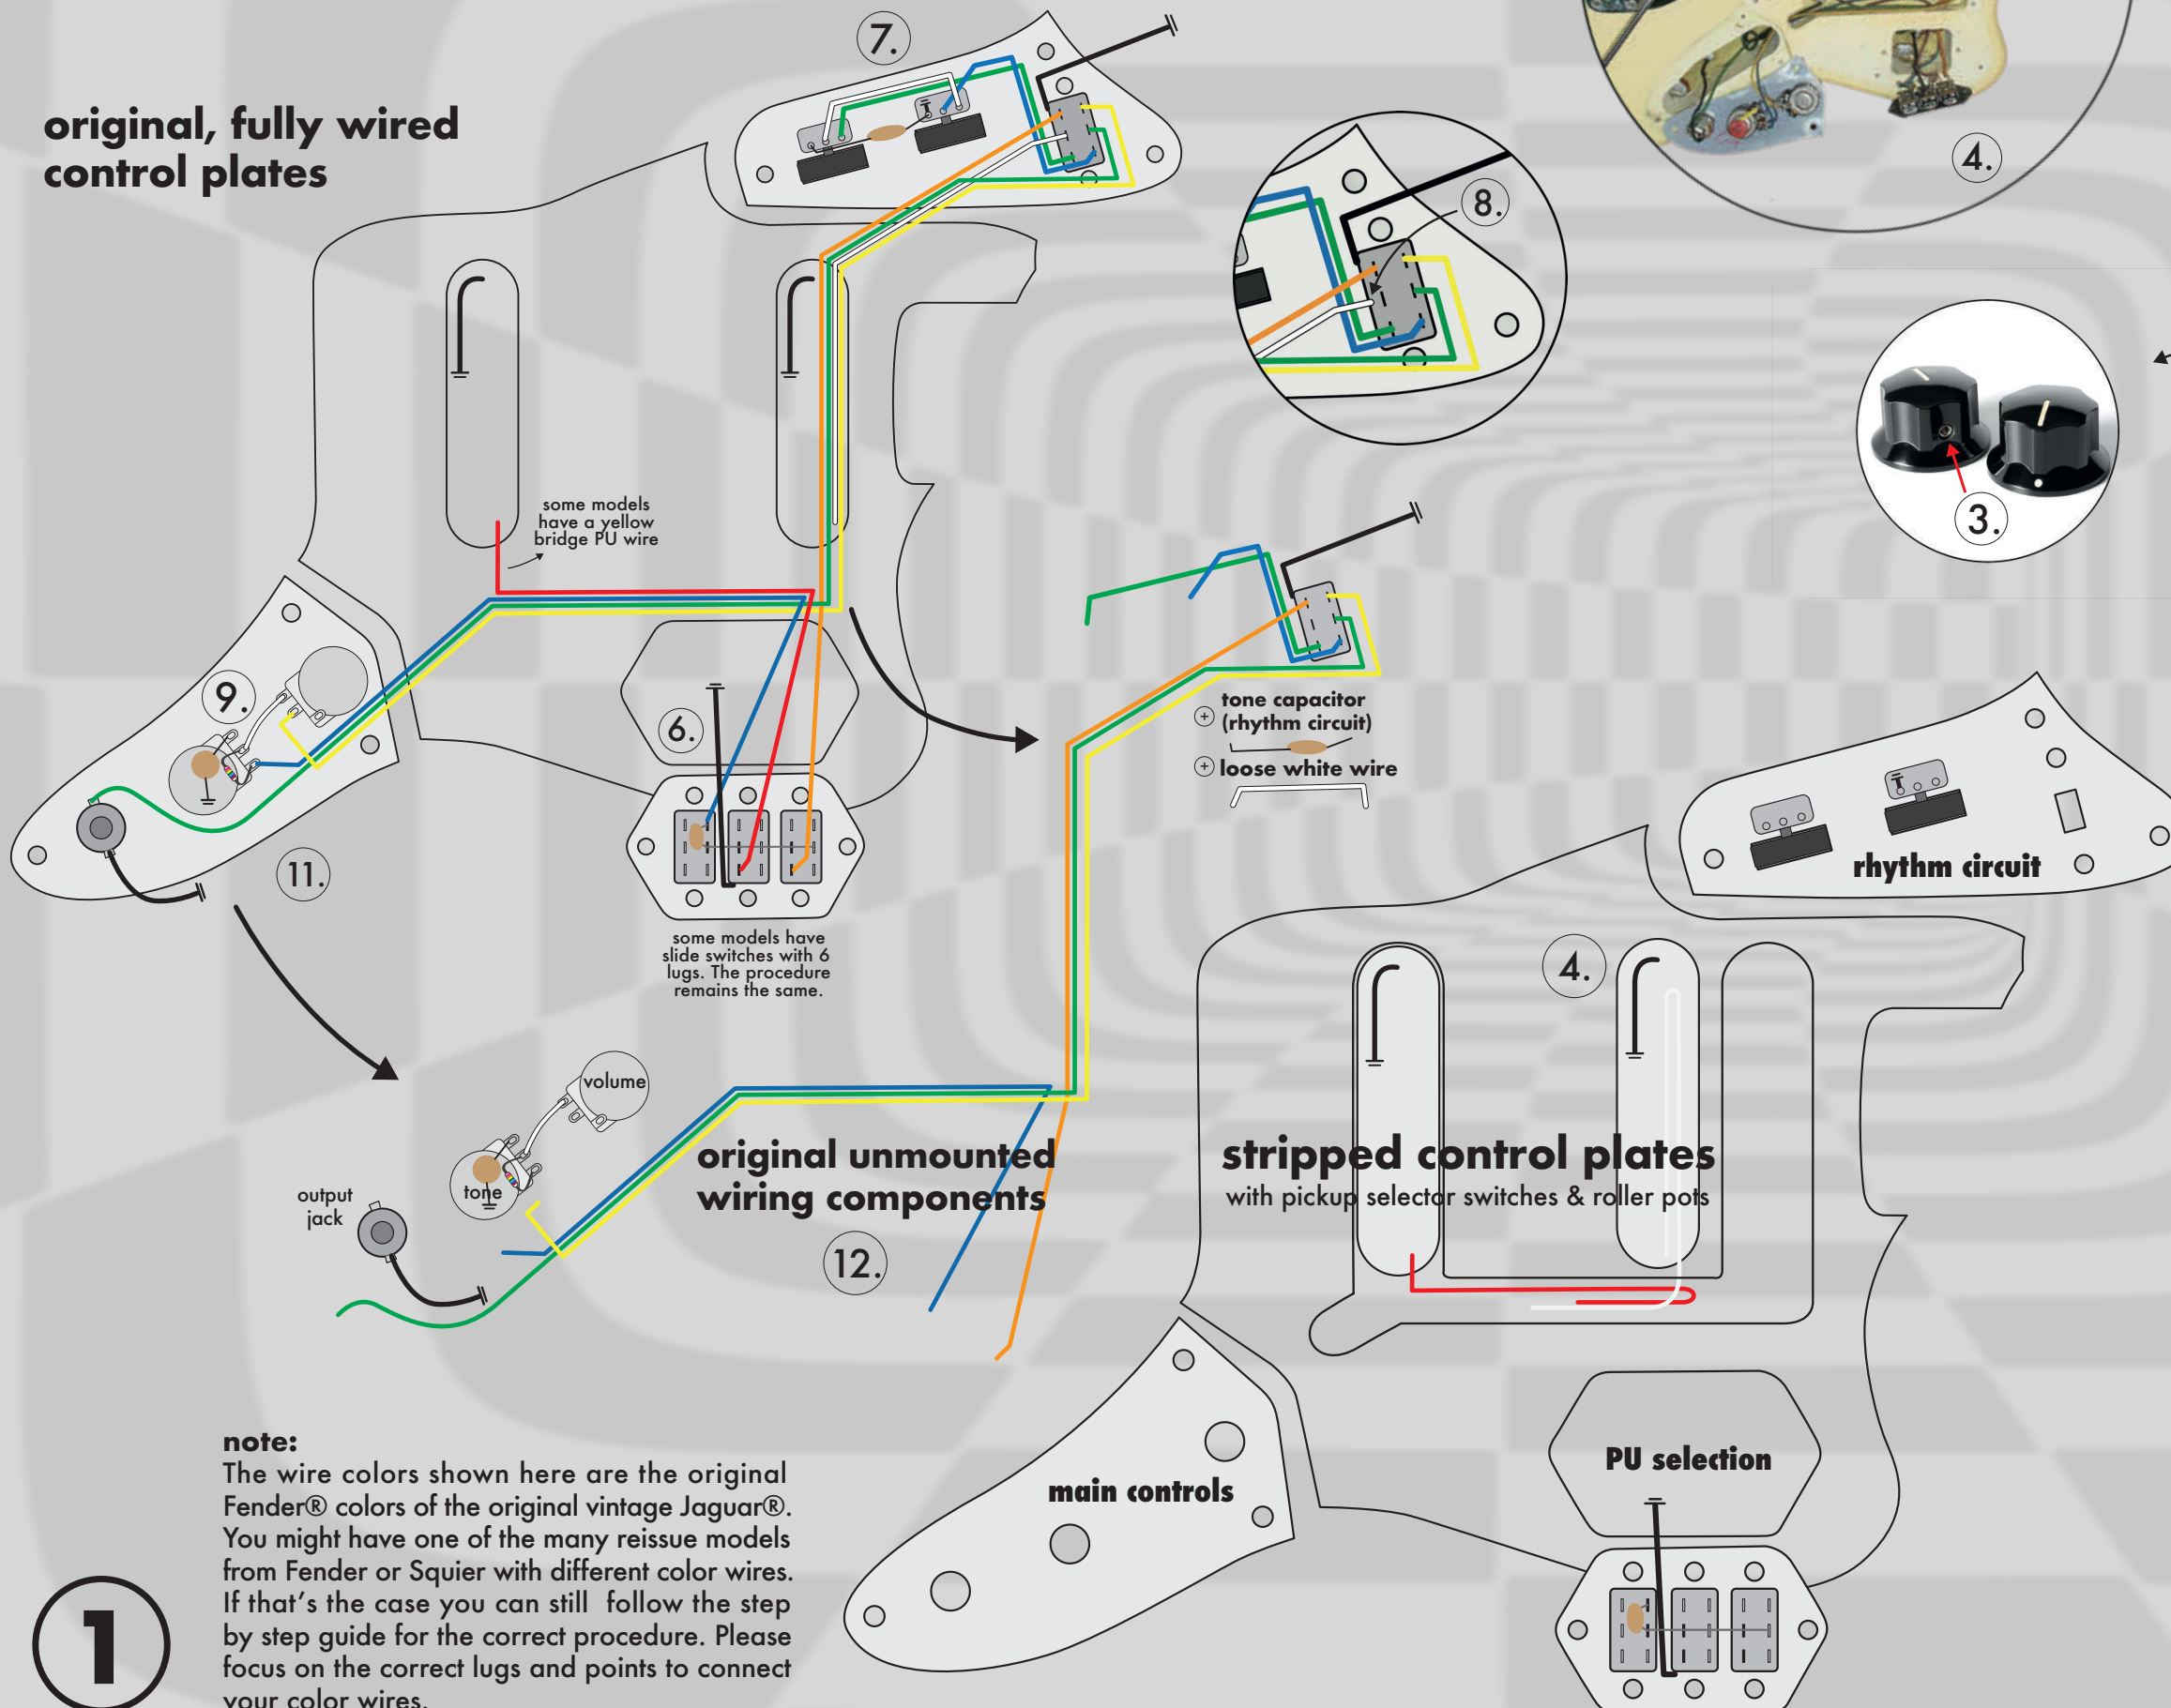 7.
4.
original, fully wired
control plates
8.
3.
some models
have a yellow
bridge PU wire
9.
6.
11.
tone capacitor
(rhythm circuit)
loose white wire
some models have
slide switches with 6
lugs. The procedure
remains the same.
rhythm circuit
4.
volume
tone
output
jack
original unmounted
wiring components
12.
stripped control plates
with pickup selector switches & roller pots
main controls
PU selection
note:
The wire colors shown here are the original
Fender® colors of the original vintage Jaguar®.
You might have one of the many reissue models
from Fender or Squier with different color wires.
If that's the case you can still follow the step
by step guide for the correct procedure. Please
focus on the correct lugs and points to connect
your color wires.
1